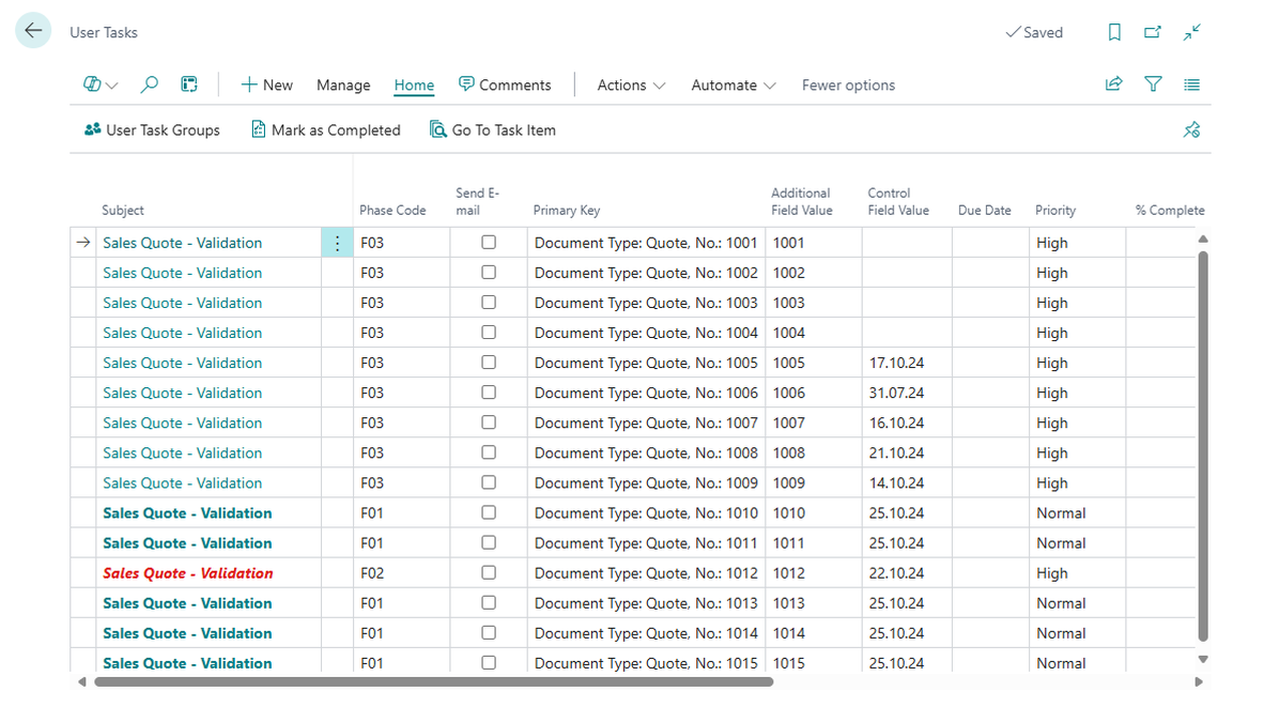 User Tasks
Saved
New Manage Home Comments Actions Automate Fewer options
User Task Groups Mark as Completed Go To Task Item
Subject Phase Code Send E-mail Primary Key Additional Field Value Control Field Value Due Date Priority % Complete
Sales Quote - Validation F03 Document Type: Quote, No.: 1001 1001 High
Sales Quote - Validation F03 Document Type: Quote, No.: 1002 1002 High
Sales Quote - Validation F03 Document Type: Quote, No.: 1003 1003 High
Sales Quote - Validation F03 Document Type: Quote, No.: 1004 1004 High
Sales Quote - Validation F03 Document Type: Quote, No.: 1005 1005 17.10.24 High
Sales Quote - Validation F03 Document Type: Quote, No.: 1006 1006 31.07.24 High
Sales Quote - Validation F03 Document Type: Quote, No.: 1007 1007 16.10.24 High
Sales Quote - Validation F03 Document Type: Quote, No.: 1008 1008 21.10.24 High
Sales Quote - Validation F03 Document Type: Quote, No.: 1009 1009 14.10.24 High
Sales Quote - Validation F01 Document Type: Quote, No.: 1010 1010 25.10.24 Normal
Sales Quote - Validation F01 Document Type: Quote, No.: 1011 1011 25.10.24 Normal
Sales Quote - Validation F02 Document Type: Quote, No.: 1012 1012 22.10.24 High
Sales Quote - Validation F01 Document Type: Quote, No.: 1013 1013 25.10.24 Normal
Sales Quote - Validation F01 Document Type: Quote, No.: 1014 1014 25.10.24 Normal
Sales Quote - Validation F01 Document Type: Quote, No.: 1015 1015 25.10.24 Normal